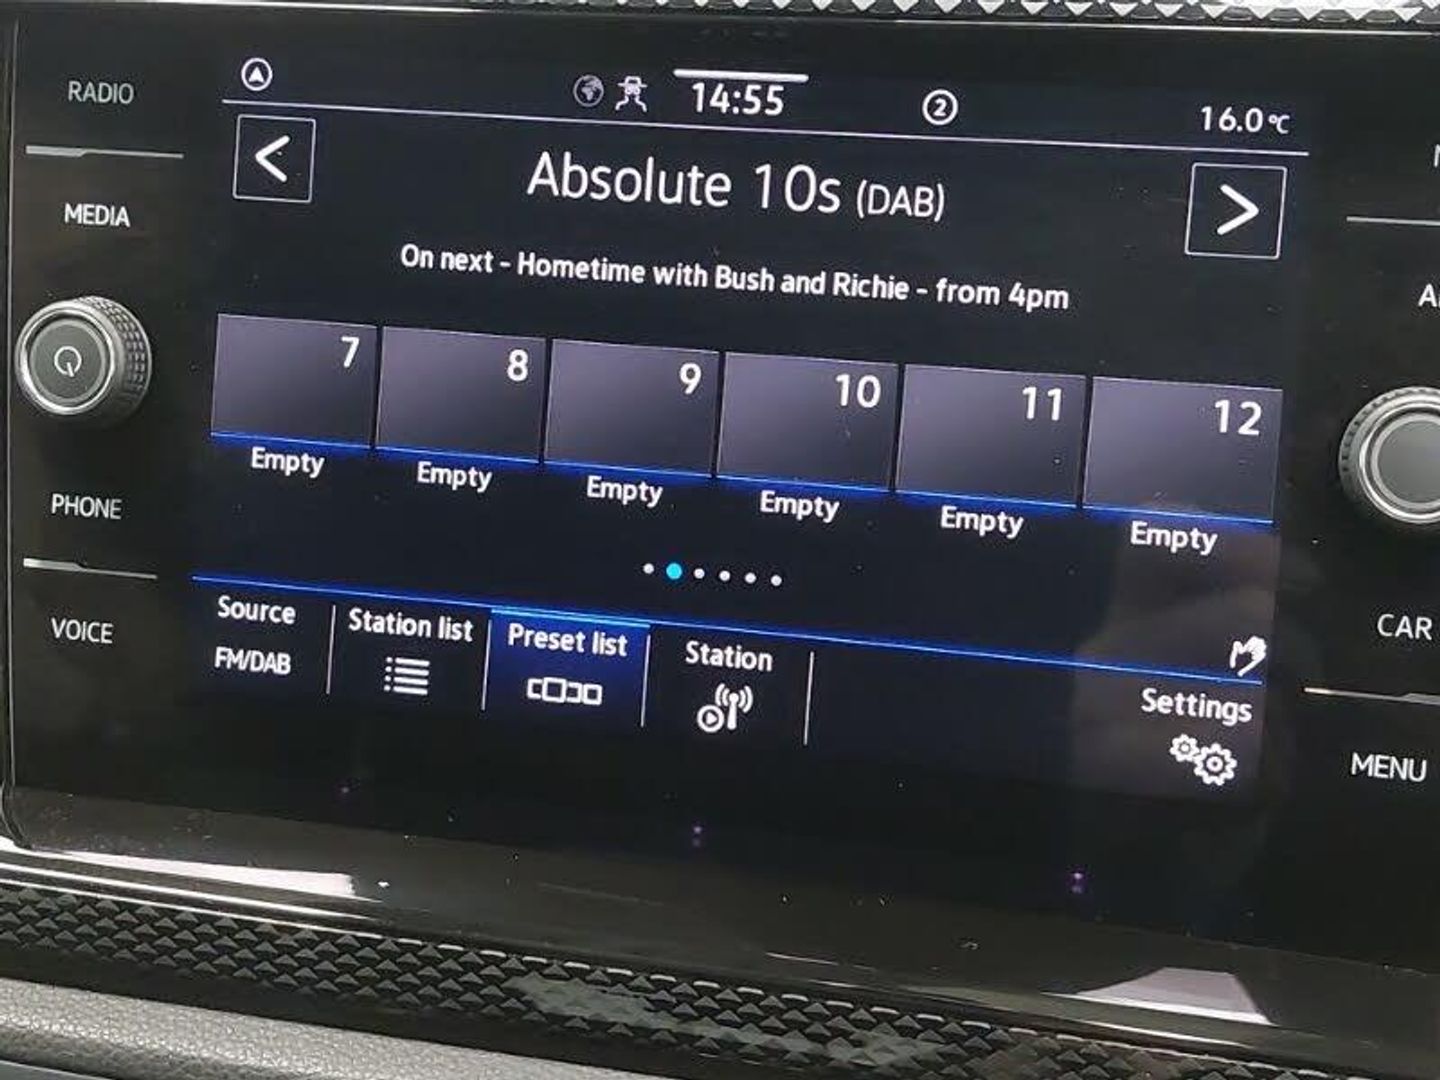 RADIO
MEDIA
PHONE
VOICE
14:55
2
16.0°C
Absolute 10s (DAB)
On next - Hometime with Bush and Richie - from 4pm
7 8 9 10 11 12
Empty Empty Empty Empty Empty Empty
Source
FM/DAB
Station list
Preset list
Station
Settings
CAR
MENU